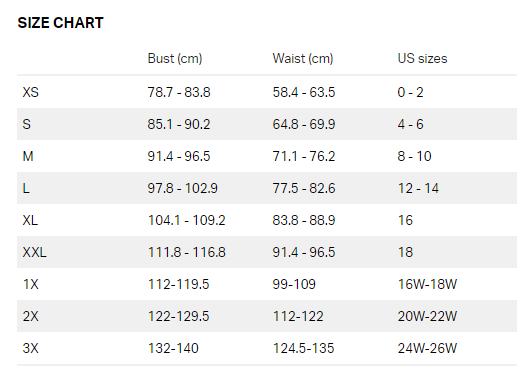 SIZE CHART
Bust (cm) Waist (cm) US sizes
XS 78.7 - 83.8 58.4 - 63.5 0 - 2
S 85.1 - 90.2 64.8 - 69.9 4 - 6
M 91.4 - 96.5 71.1 - 76.2 8 - 10
L 97.8 - 102.9 77.5 - 82.6 12 - 14
XL 104.1 - 109.2 83.8 - 88.9 16
XXL 111.8 - 116.8 91.4 - 96.5 18
1X 112-119.5 99-109 16W-18W
2X 122-129.5 112-122 20W-22W
3X 132-140 124.5-135 24W-26W